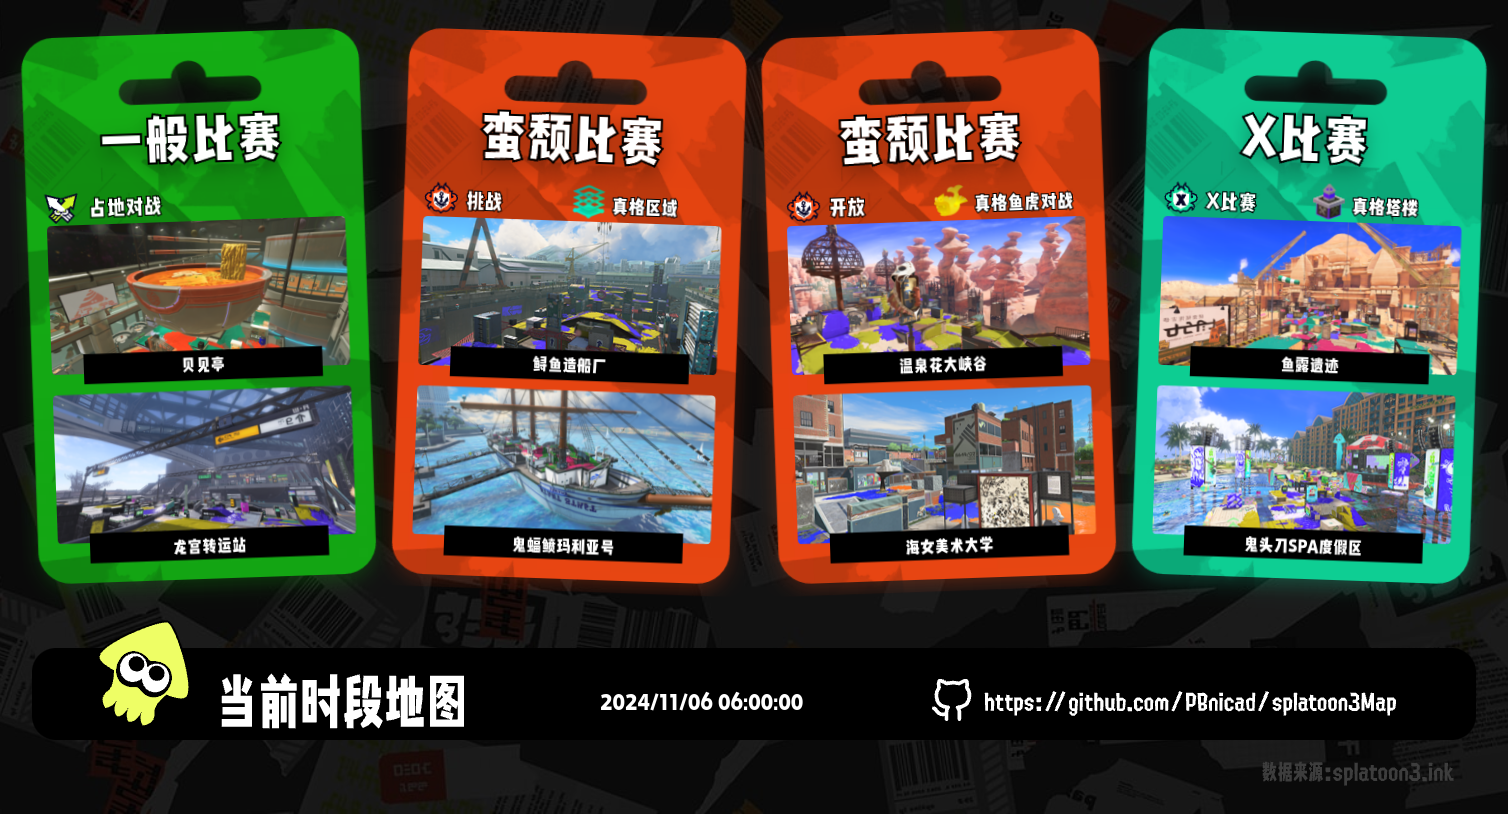 一般比赛
占地对战
贝贝亭
龙宫转运站
蛮颓比赛
挑战
真格区域
鲟鱼造船厂
鬼蝠鲼玛利亚号
蛮颓比赛
开放
真格鱼虎对战
温泉花大峡谷
海女美术大学
X比赛
X比赛
真格塔楼
鱼露遗迹
鬼头刀SPA度假区
当前时段地图
2024/11/06 06:00:00
https://github.com/PBnicad/splatoon3Map
数据来源:splatoon3.ink